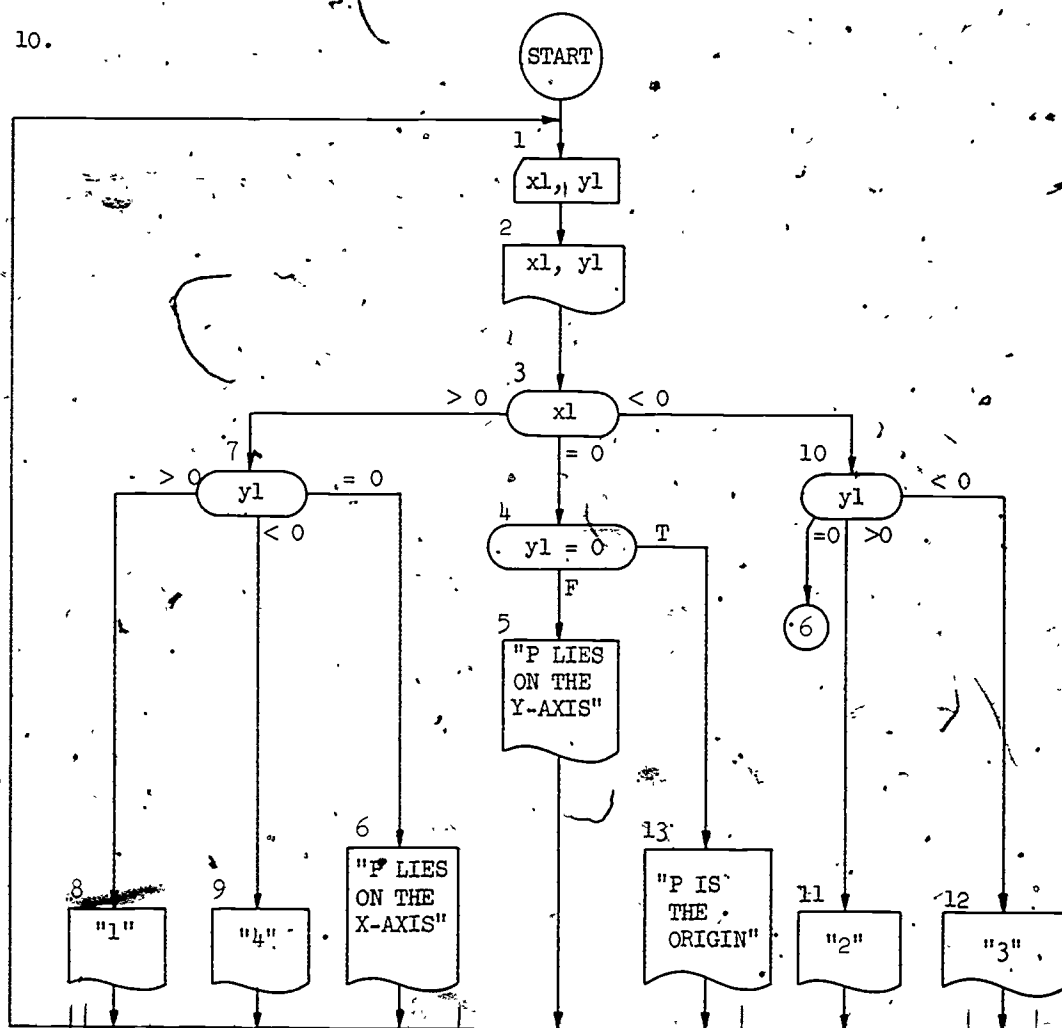 10.
START
1
x1, y1
2
x1, y1
3
> 0
x1
< 0
= 0
7
> 0
y1
= 0
< 0
10
y1
< 0
=0 >0
4
y1 = 0
T
F
6
5
"P LIES
ON THE
Y-AXIS"
6
"P LIES
ON THE
X-AXIS"
13
"P IS
THE
ORIGIN"
8
"1"
9
"4"
11
"2"
12
"3"